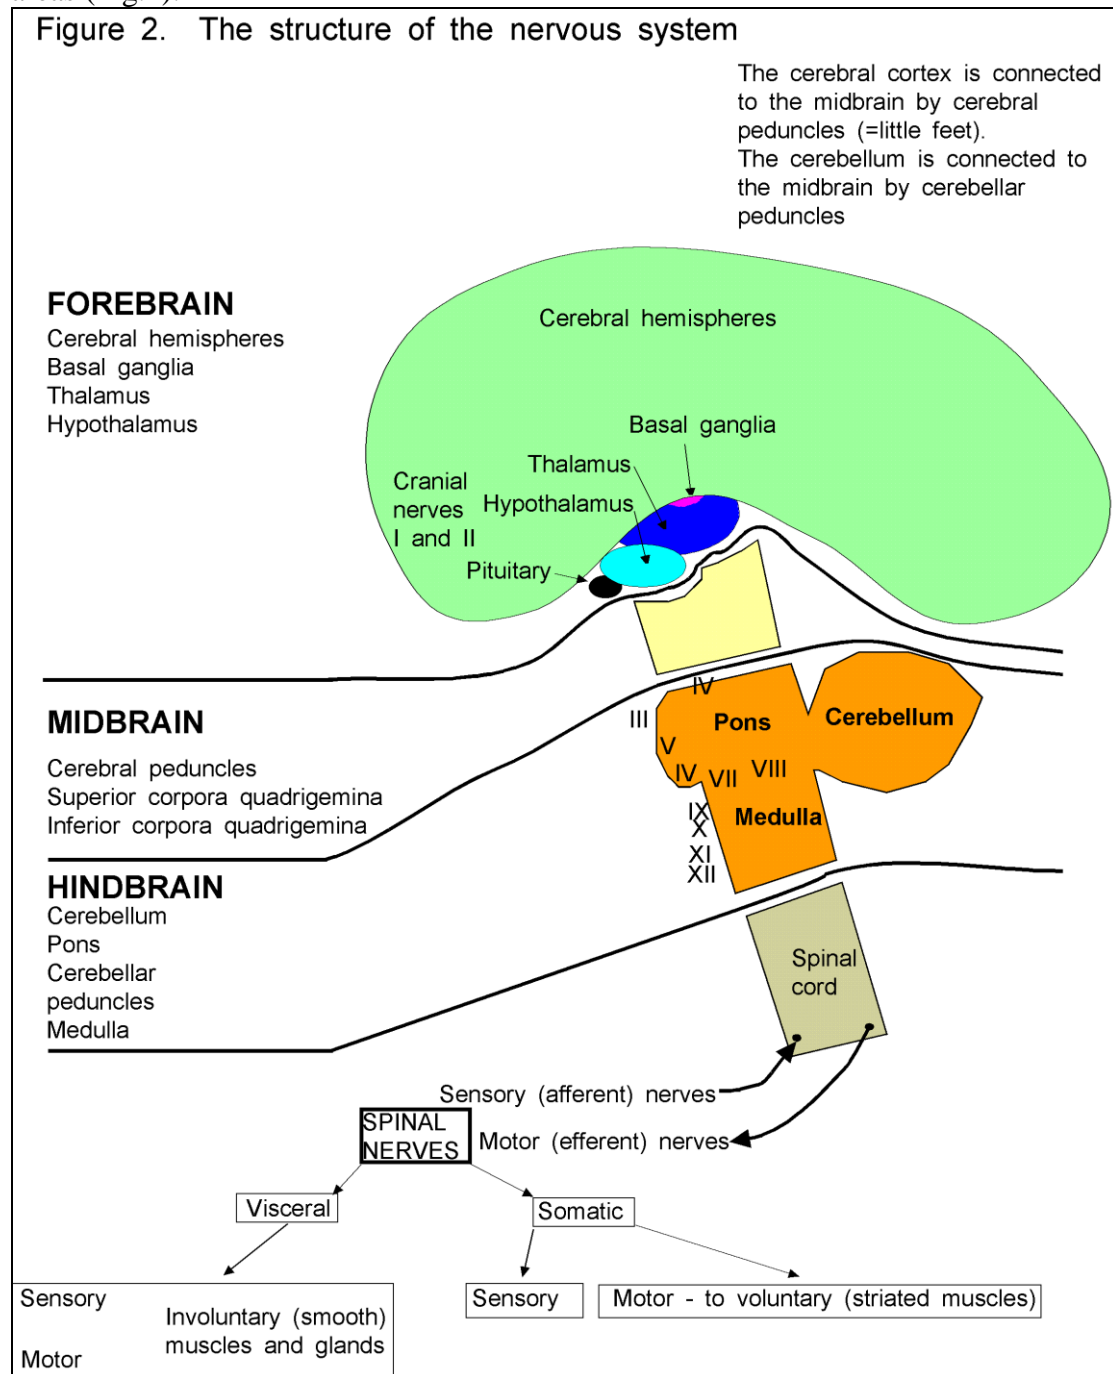 Figure 2. The structure of the nervous system
The cerebral cortex is connected
to the midbrain by cerebral
peduncles (=little feet).
The cerebellum is connected to
the midbrain by cerebellar
peduncles
FOREBRAIN
Cerebral hemispheres
Basal ganglia
Thalamus
Hypothalamus
Cerebral hemispheres
Basal ganglia
Thalamus
Hypothalamus
Cranial
nerves
I and II
Pituitary
MIDBRAIN
Cerebral peduncles
Superior corpora quadrigemina
Inferior corpora quadrigemina
IV
III
Pons
Cerebellum
V
IV
VII
VIII
IX
X
Medulla
XI
XII
HINDBRAIN
Cerebellum
Pons
Cerebellar
peduncles
Medulla
Spinal
cord
Sensory (afferent) nerves
SPINAL
NERVES
Motor (efferent) nerves
Visceral
Somatic
Sensory
Involuntary (smooth)
muscles and glands
Motor
Sensory
Motor - to voluntary (striated muscles)